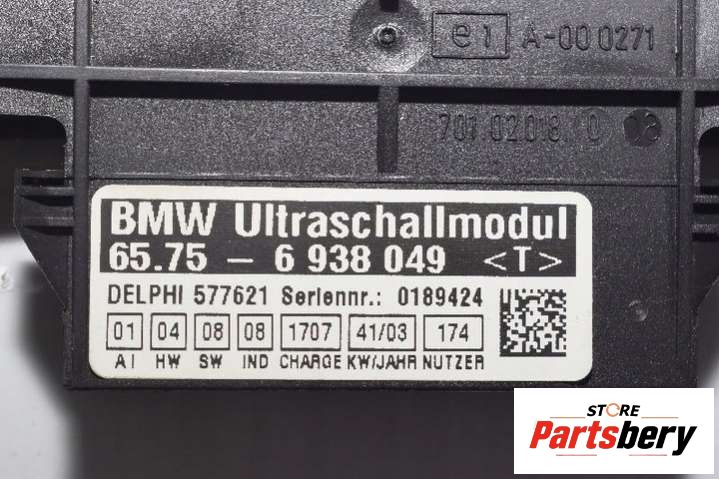 e1 A-00 0271
701.02018.0
BMW Ultraschallmodul
65.75 - 6 938 049 <T>
DELPHI 577621 Seriennr.: 0189424
01 04 08 08 1707 41/03 174
AI HW SW IND CHARGE KW/JAHR NUTZER
STORE
Partsbery